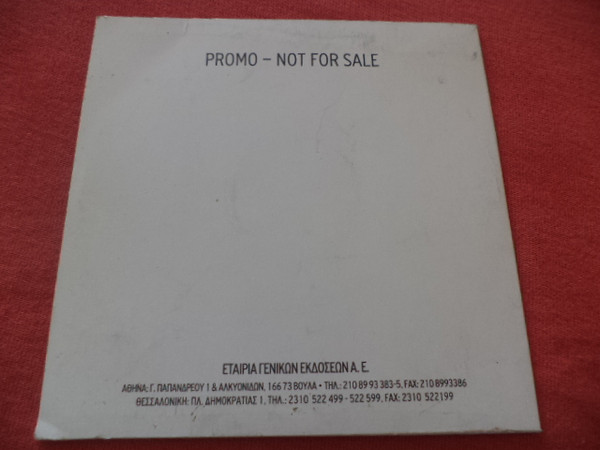 PROMO – NOT FOR SALE
ΕΤΑΙΡΙΑ ΓΕΝΙΚΩΝ ΕΚΔΟΣΕΩΝ Α. Ε.
ΑΘΗΝΑ: Γ. ΠΑΠΑΝΔΡΕΟΥ 1 & ΑΛΚΥΟΝΙΔΩΝ, 166 73 ΒΟΥΛΑ • ΤΗΛ.: 210 89 93 383-5, FAX: 210 8993386
ΘΕΣΣΑΛΟΝΙΚΗ: ΠΛ. ΔΗΜΟΚΡΑΤΙΑΣ 1, ΤΗΛ.: 2310 522 499 - 522 599, FAX: 2310 522199